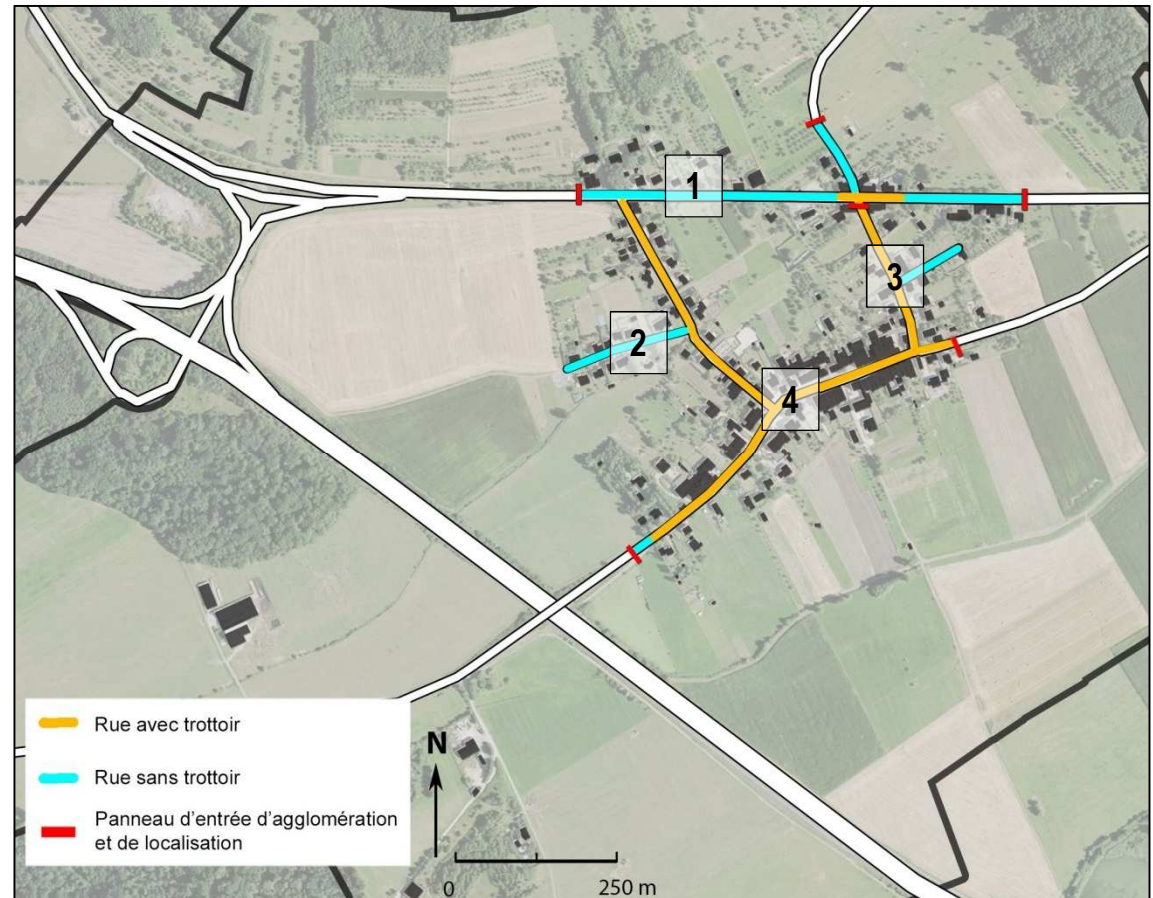 1
3
2
4
Rue avec trottoir
Rue sans trottoir
Panneau d'entrée d'agglomération
et de localisation
N
0 250 m